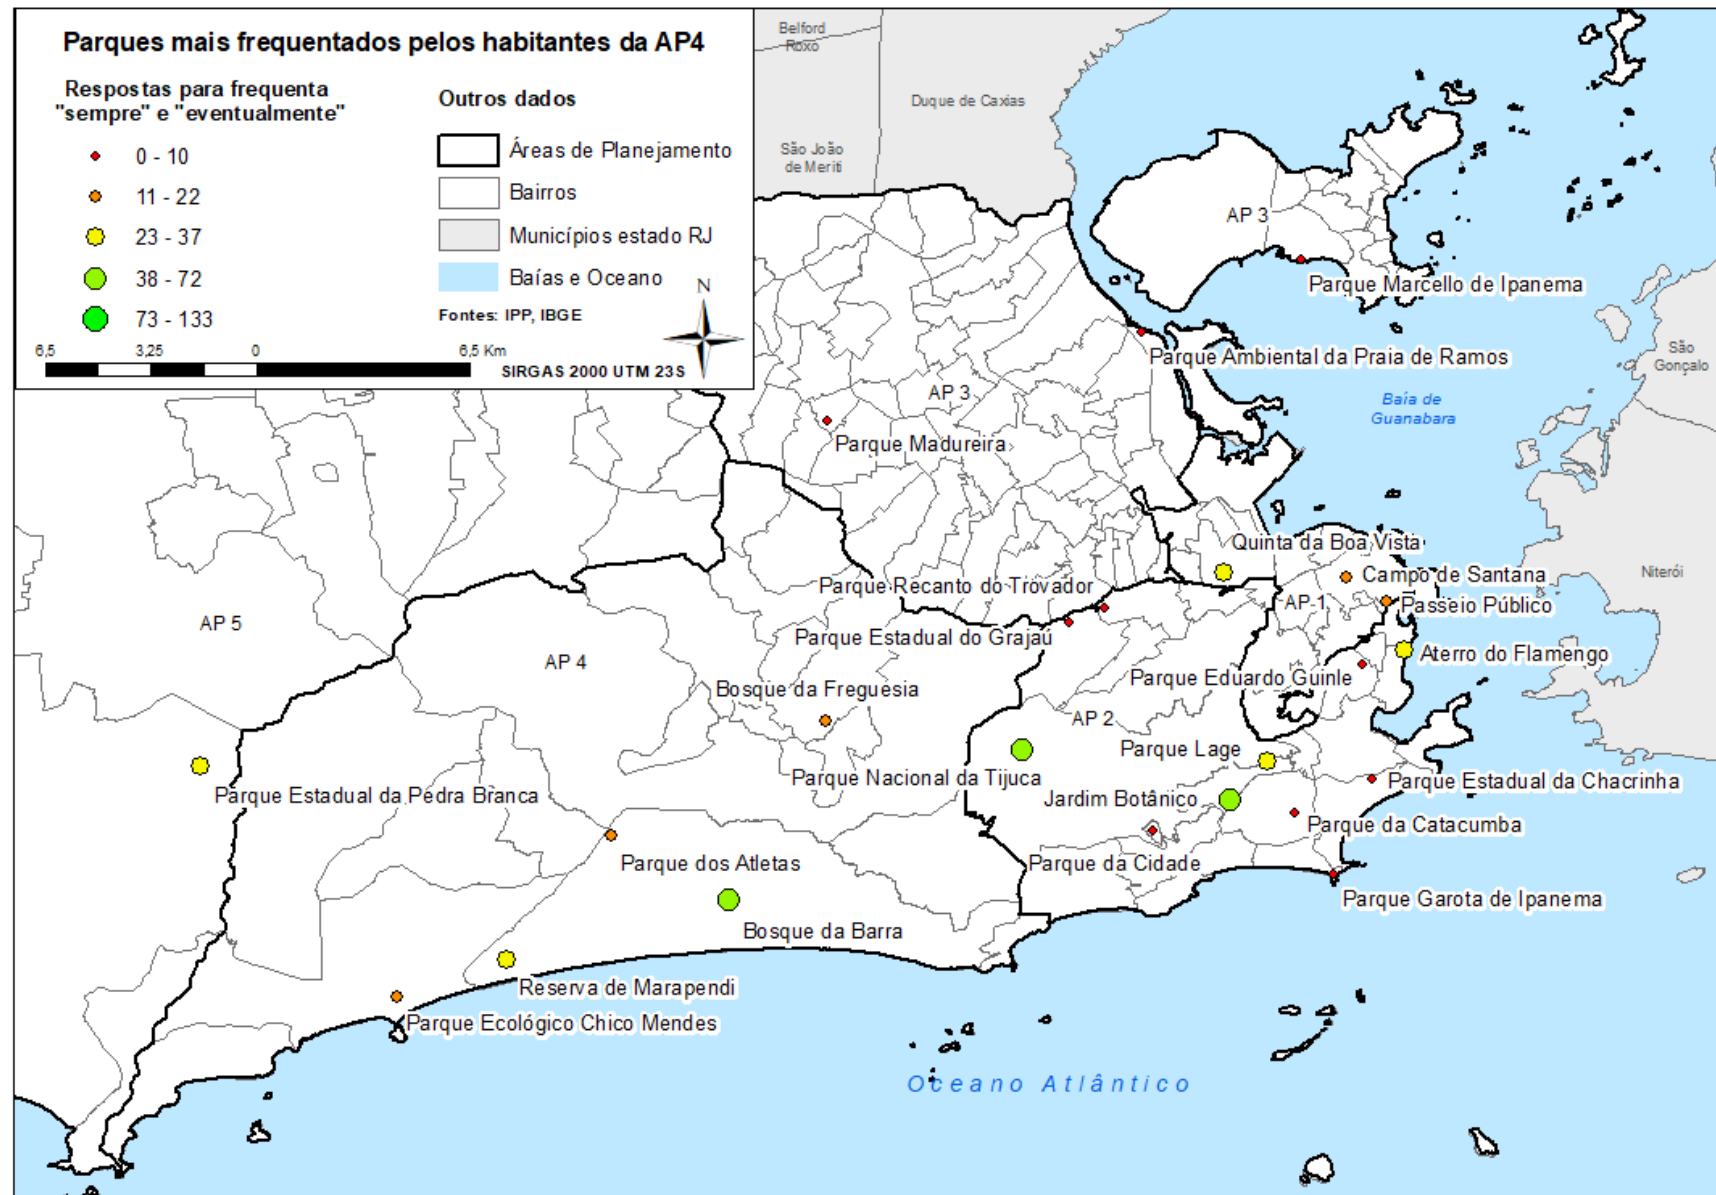 Parques mais frequentados pelos habitantes da AP4
Respostas para frequenta
"sempre" e "eventualmente"
0 - 10
11 - 22
23 - 37
38 - 72
73 - 133
Outros dados
Áreas de Planejamento
Bairros
Municípios estado RJ
Baías e Oceano
Fontes: IPP, IBGE
N
6,5 3,25 0 6,5 Km
SIRGAS 2000 UTM 23S
Belford
Roxo
Duque de Caxias
São João
de Meriti
AP 3
Parque Marcello de Ipanema
Parque Ambiental da Praia de Ramos
São
Gonçalo
AP 3
Baía de
Guanabara
Parque Madureira
Quinta da Boa Vista
Niterói
Campo de Santana
Parque Recanto do Trovador
AP 1
Passeio Público
AP 5
Parque Estadual do Grajaú
Aterro do Flamengo
AP 4
Parque Eduardo Guinle
Bosque da Freguesia
AP 2
Parque Lage
Parque Nacional da Tijuca
Parque Estadual da Chacrinha
Parque Estadual da Pedra Branca
Jardim Botânico
Parque da Catacumba
Parque dos Atletas
Parque da Cidade
Parque Garota de Ipanema
Bosque da Barra
Reserva de Marapendi
Parque Ecológico Chico Mendes
Oceano Atlântico